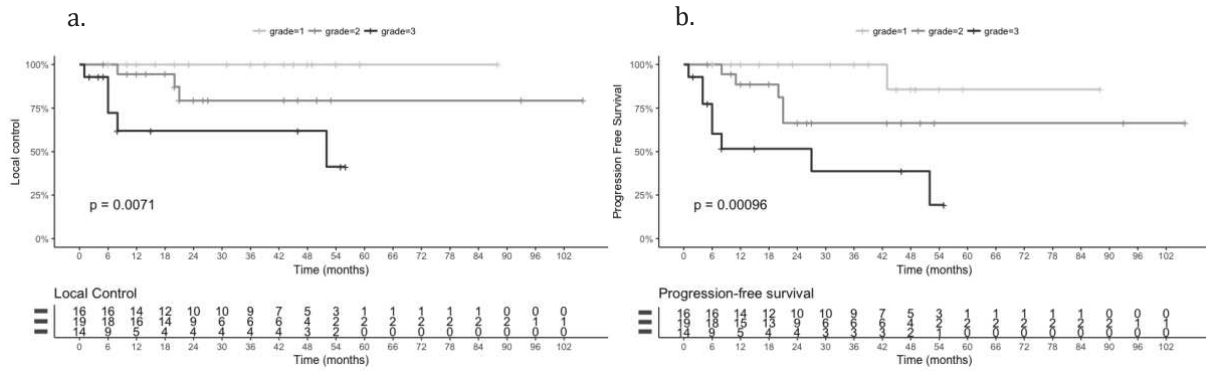 a.
grade=1 grade=2 grade=3
Local control
100%
75%
50%
25%
0%
p = 0.0071
0 6 12 18 24 30 36 42 48 54 60 66 72 78 84 90 96 102
Time (months)
Local Control
16 16 14 12 10 10 9 7 5 3 1 1 1 1 1 0 0 0
19 18 16 14 9 6 6 6 4 2 2 2 2 2 2 2 1 1
14 9 5 4 4 4 4 4 3 2 0 0 0 0 0 0 0 0
0 6 12 18 24 30 36 42 48 54 60 66 72 78 84 90 96 102
Time (months)
b.
grade=1 grade=2 grade=3
Progression Free Survival
100%
75%
50%
25%
0%
p = 0.00096
0 6 12 18 24 30 36 42 48 54 60 66 72 78 84 90 96 102
Time (months)
Progression-free survival
16 16 14 12 10 10 9 7 5 3 1 1 1 1 1 0 0 0
19 18 15 13 9 6 6 6 4 2 2 2 2 2 2 2 1 1
14 9 5 4 4 3 3 3 2 1 0 0 0 0 0 0 0 0
0 6 12 18 24 30 36 42 48 54 60 66 72 78 84 90 96 102
Time (months)